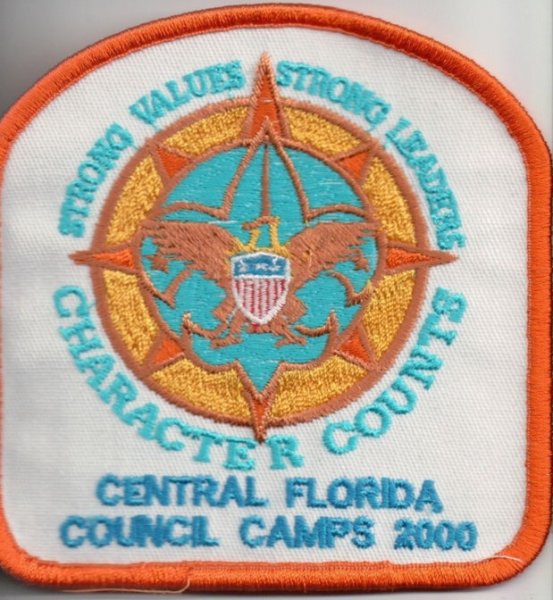 STRONG VALUES STRONG LEADERS
CHARACTER COUNTS
CENTRAL FLORIDA
COUNCIL CAMPS 2000